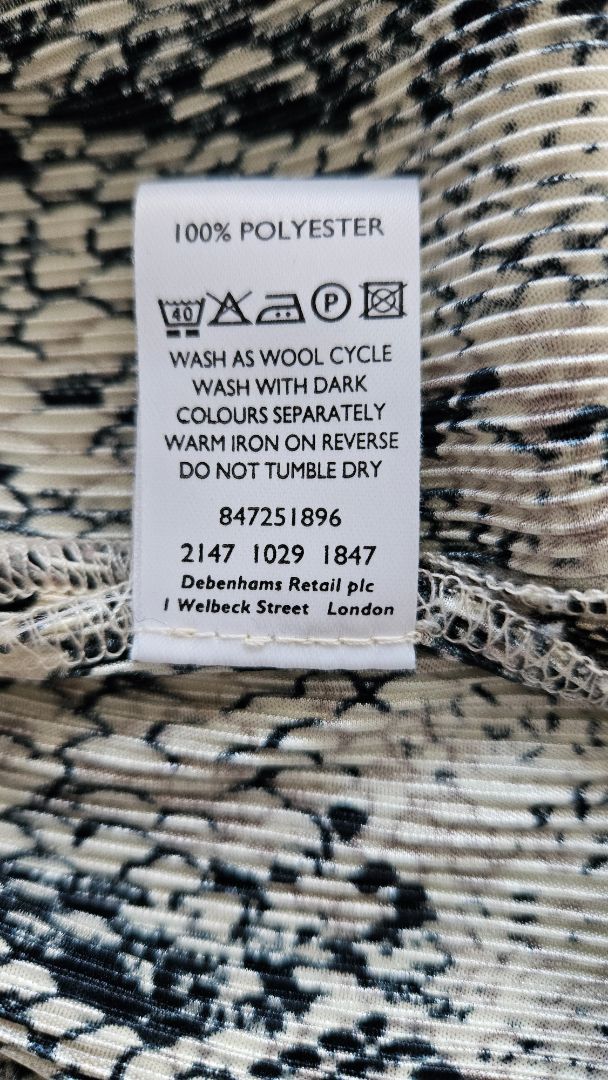 100% POLYESTER
40 P
WASH AS WOOL CYCLE
WASH WITH DARK
COLOURS SEPARATELY
WARM IRON ON REVERSE
DO NOT TUMBLE DRY
847251896
2147 1029 1847
Debenhams Retail plc
1 Welbeck Street London